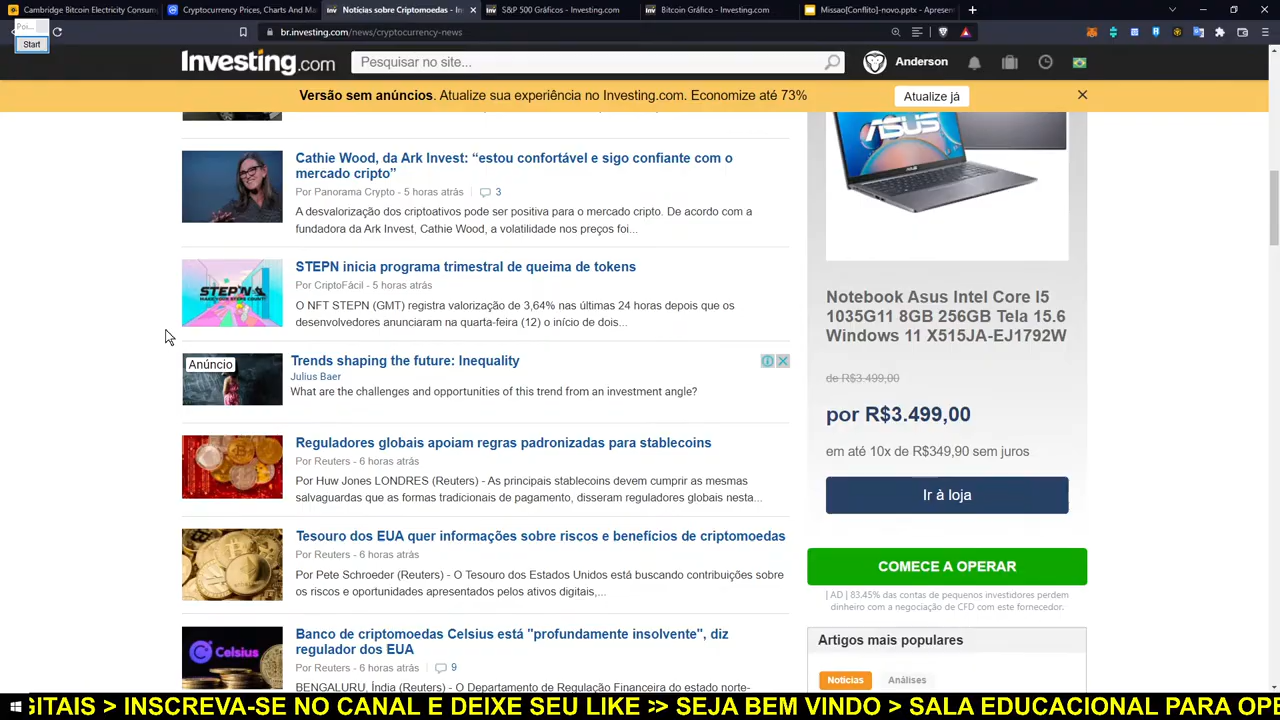 Cambridge Bitcoin Electricity Consum
Cryptocurrency Prices, Charts And Ma
Notícias sobre Criptomoedas - In
S&P 500 Gráficos - Investing.com
Bitcoin Gráfico - Investing.com
Missao[Conflito]-novo.pptx - Apresen
Start
br.investing.com/news/cryptocurrency-news
Investing.com
Pesquisar no site...
Anderson
Versão sem anúncios. Atualize sua experiência no Investing.com. Economize até 73%
Atualize já
Cathie Wood, da Ark Invest: “estou confortável e sigo confiante com o
mercado cripto”
Por Panorama Crypto - 5 horas atrás
3
A desvalorização dos criptoativos pode ser positiva para o mercado cripto. De acordo com a
fundadora da Ark Invest, Cathie Wood, a volatilidade nos preços foi...
STEPN inicia programa trimestral de queima de tokens
Por CriptoFácil - 5 horas atrás
O NFT STEPN (GMT) registra valorização de 3,64% nas últimas 24 horas depois que os
desenvolvedores anunciaram na quarta-feira (12) o início de dois...
STEP'N
Anúncio
Trends shaping the future: Inequality
Julius Baer
What are the challenges and opportunities of this trend from an investment angle?
Reguladores globais apoiam regras padronizadas para stablecoins
Por Reuters - 6 horas atrás
Por Huw Jones LONDRES (Reuters) - As principais stablecoins devem cumprir as mesmas
salvaguardas que as formas tradicionais de pagamento, disseram reguladores globais nesta...
Tesouro dos EUA quer informações sobre riscos e benefícios de criptomoedas
Por Reuters - 6 horas atrás
Por Pete Schroeder (Reuters) - O Tesouro dos Estados Unidos está buscando contribuições sobre
os riscos e oportunidades apresentados pelos ativos digitais,...
Celsius
Banco de criptomoedas Celsius está "profundamente insolvente", diz
regulador dos EUA
Por Reuters - 6 horas atrás
9
BENGALURU, Índia (Reuters) - O Departamento de Regulação Financeira do estado norte-
ASUS
Notebook Asus Intel Core I5
1035G11 8GB 256GB Tela 15.6
Windows 11 X515JA-EJ1792W
de R$3.499,00
por R$3.499,00
em até 10x de R$349,90 sem juros
Ir à loja
COMECE A OPERAR
| AD | 83.45% das contas de pequenos investidores perdem
dinheiro com a negociação de CFD com este fornecedor.
Artigos mais populares
Notícias
Análises
GITAIS > INSCREVA-SE NO CANAL E DEIXE SEU LIKE :> SEJA BEM VINDO > SALA EDUCACIONAL PARA OPE